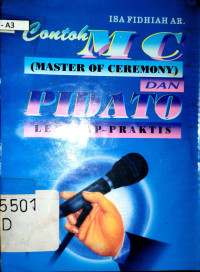 ISA FIDHIAH AR.
- A3
Contoh
MC
(MASTER OF CEREMONY)
DAN
PIDATO
LENGKAP-PRAKTIS
5501
D